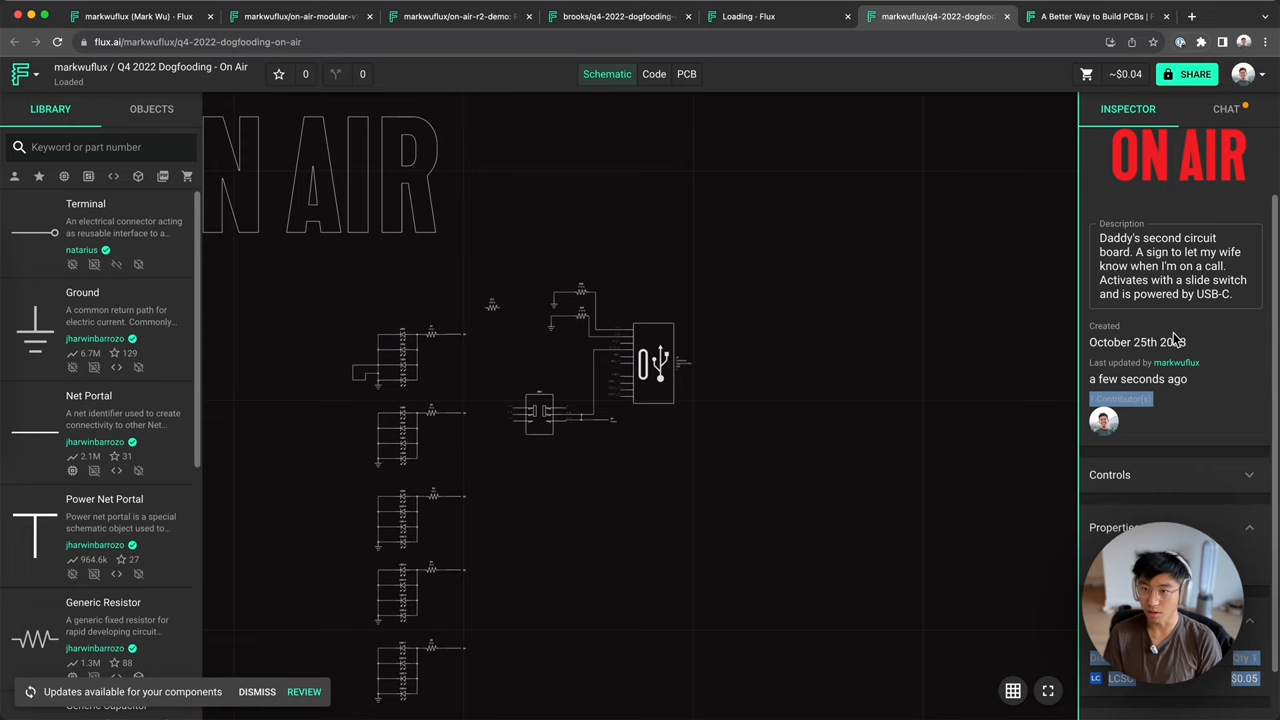 markwuflux (Mark Wu) · Flux
markwuflux/on-air-modular-v
markwuflux/on-air-r2-demo: R
brooks/q4-2022-dogfooding-
Loading · Flux
markwuflux/q4-2022-dogfoo
A Better Way to Build PCBs |
flux.ai/markwuflux/q4-2022-dogfooding-on-air
markwuflux / Q4 2022 Dogfooding - On Air
Loaded
0
0
Schematic
Code
PCB
~$0.04
SHARE
LIBRARY
OBJECTS
Keyword or part number
Terminal
An electrical connector acting
as reusable interface to a…
natarius
Ground
A common return path for
electric current. Commonly…
jharwinbarrozo
6.7M
129
Net Portal
A net identifier used to create
connectivity to other Net…
jharwinbarrozo
2.1M
31
Power Net Portal
Power net portal is a special
schematic object used to…
jharwinbarrozo
964.6k
27
Generic Resistor
A generic fixed resistor for
rapid developing circuit…
jharwinbarrozo
1.3M
88
Updates available for your components
DISMISS
REVIEW
N AIR
INSPECTOR
CHAT
ON AIR
Description
Daddy's second circuit
board. A sign to let my wife
know when I'm on a call.
Activates with a slide switch
and is powered by USB-C.
Created
October 25th
Last updated by markwuflux
a few seconds ago
1 Contributor(s)
Controls
Properties
Qty 1
LC
LCSC
$0.05